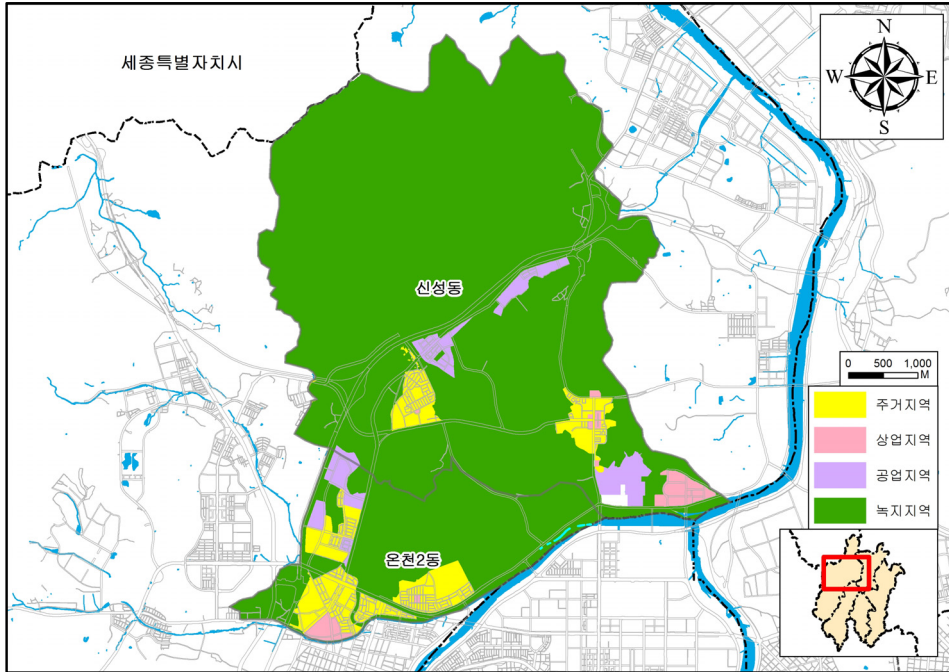 세종특별자치시
N
W E
S
신성동
온천2동
0 500 1,000
M
주거지역
상업지역
공업지역
녹지지역